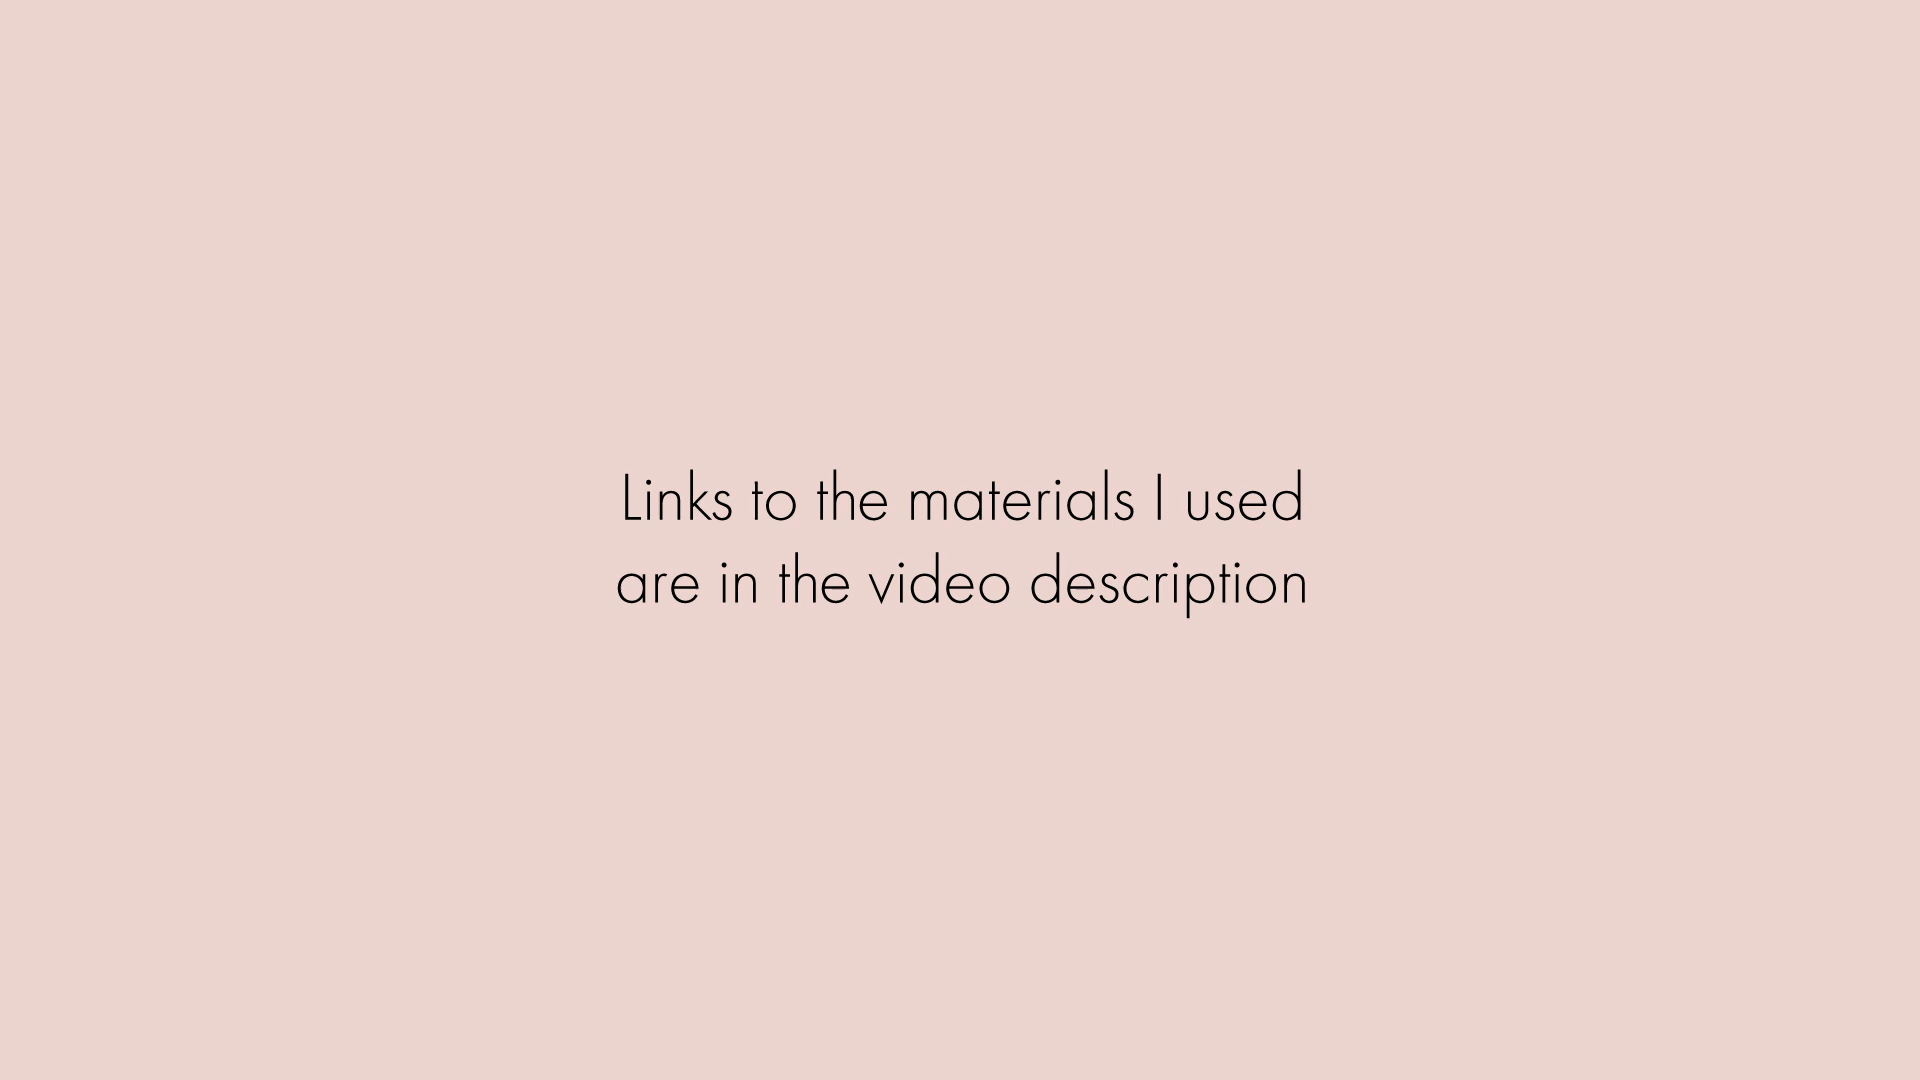 Links to the materials I used
are in the video description